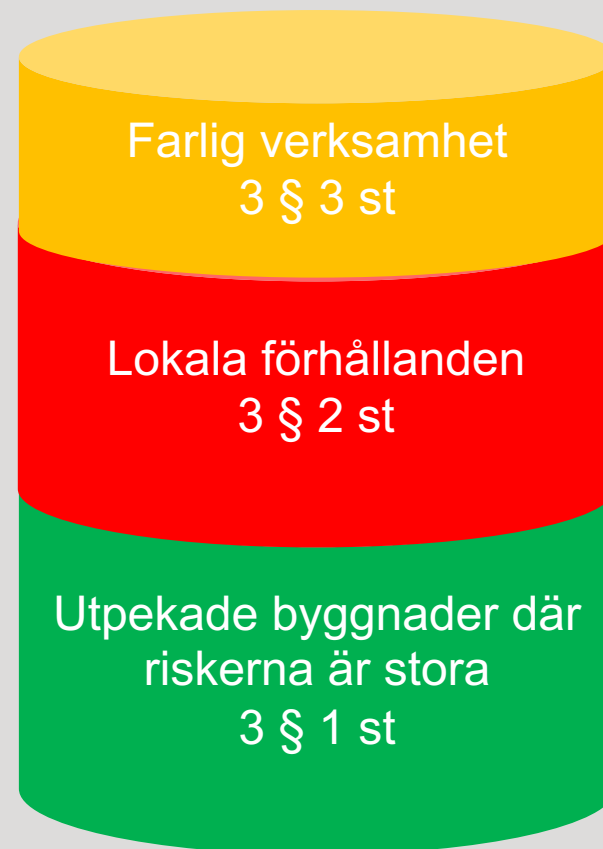 Farlig verksamhet
3 § 3 st
Lokala förhållanden
3 § 2 st
Utpekade byggnader där
riskerna är stora
3 § 1 st